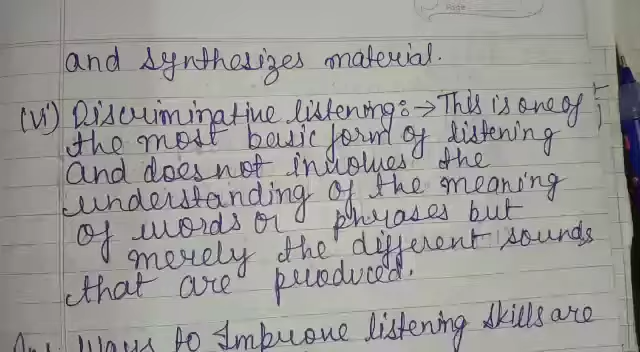 and synthesizes material.
(vi) Discriminative listening:→ This is one of
the most basic form of listening
and does not involves the
understanding of the meaning
of words or phrases but
merely the different sounds
that are produced.
Ways to Improve listening skills are